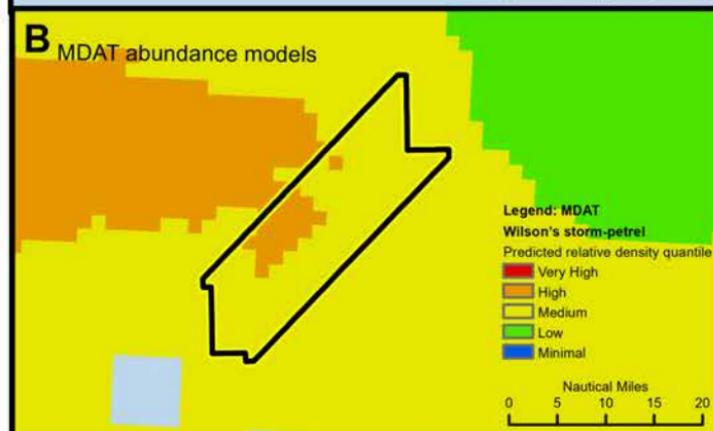 B MDAT abundance models
Legend: MDAT
Wilson's storm-petrel
Predicted relative density quantile
Very High
High
Medium
Low
Minimal
Nautical Miles
0 5 10 15 20